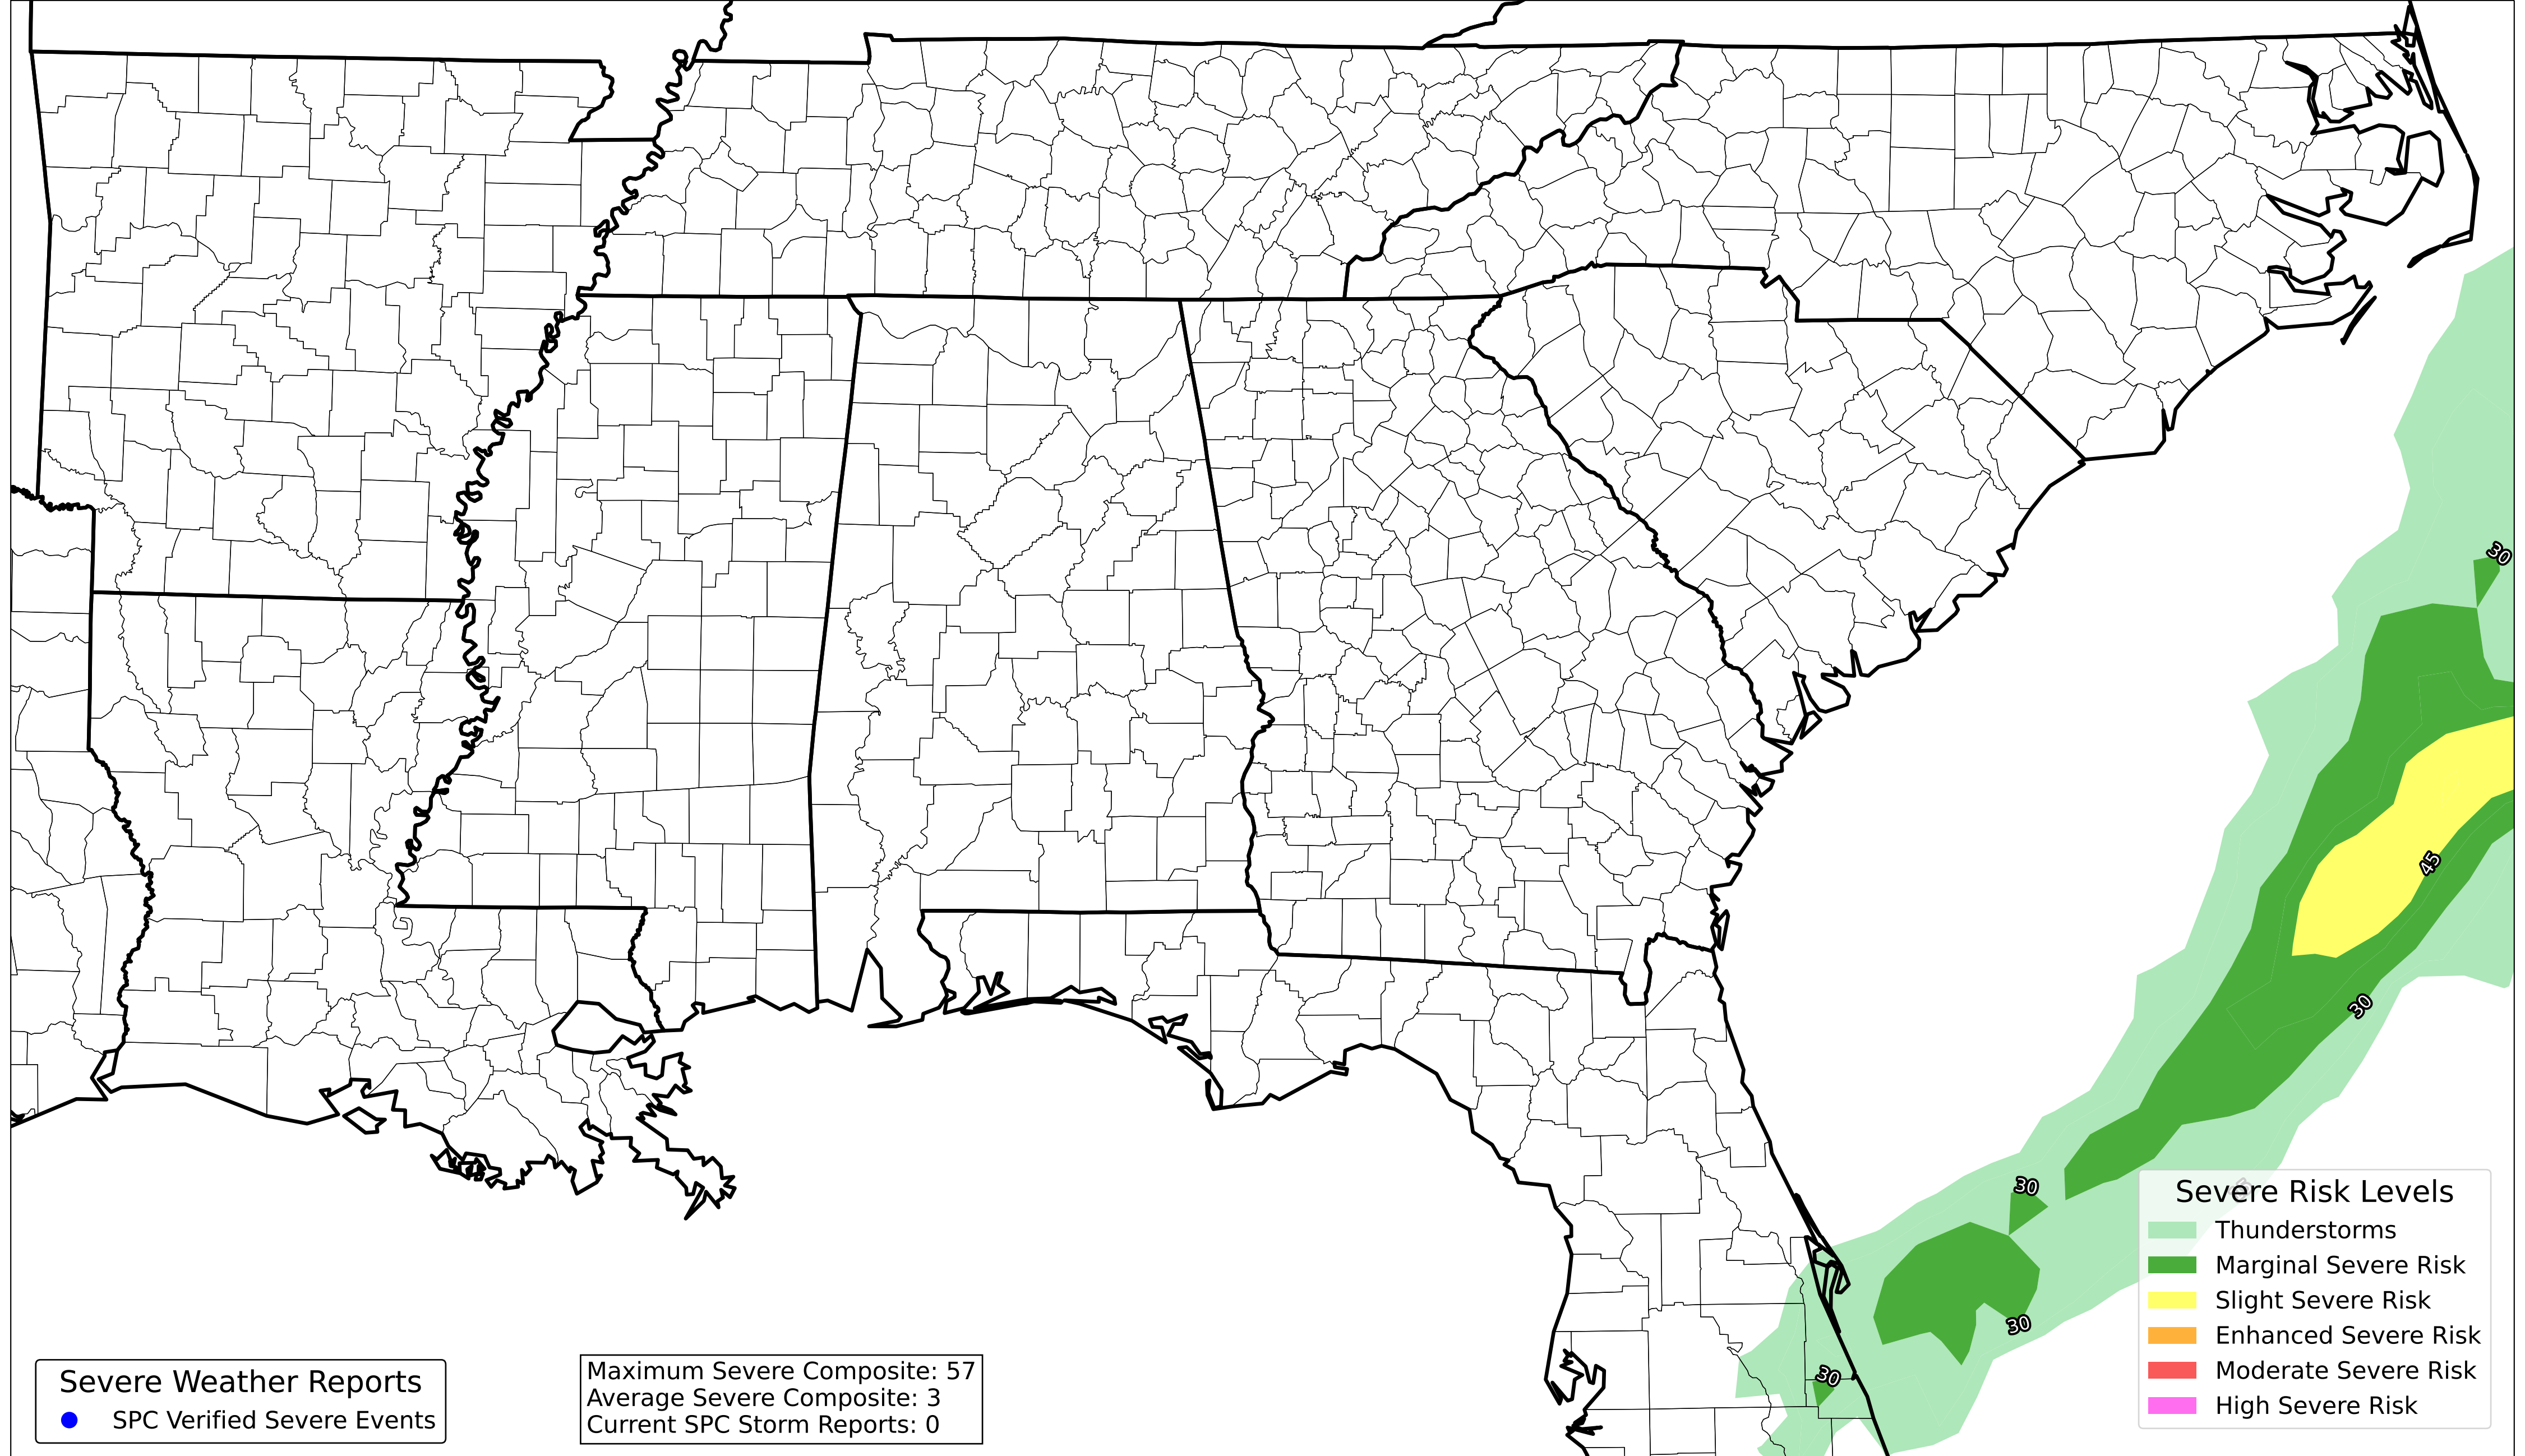 30
45
30
30
30
30
Severe Risk Levels
Thunderstorms
Marginal Severe Risk
Slight Severe Risk
Enhanced Severe Risk
Moderate Severe Risk
High Severe Risk
Severe Weather Reports
SPC Verified Severe Events
Maximum Severe Composite: 57
Average Severe Composite: 3
Current SPC Storm Reports: 0